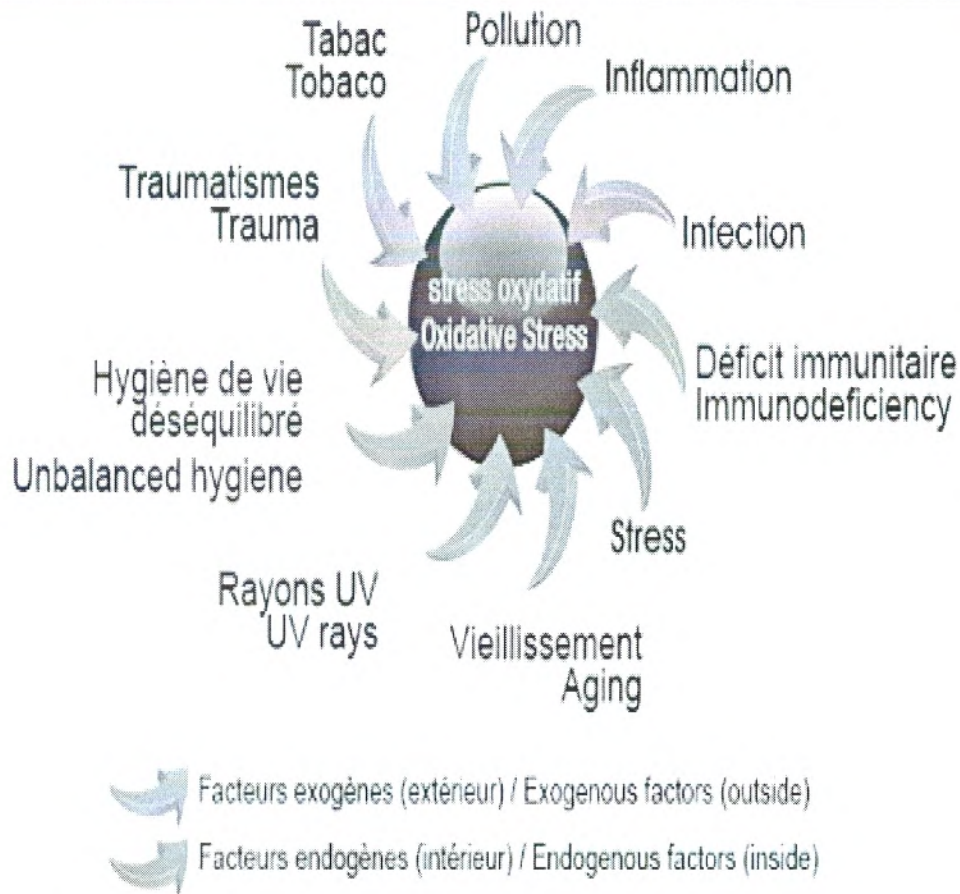 Tabac
Tobaco
Pollution
Inflammation
Traumatismes
Trauma
Infection
stress oxydatif
Oxidative Stress
Hygiène de vie
déséquilibré
Unbalanced hygiene
Déficit immunitaire
Immunodeficiency
Stress
Rayons UV
UV rays
Vieillissement
Aging
Facteurs exogènes (extérieur) / Exogenous factors (outside)
Facteurs endogènes (intérieur) / Endogenous factors (inside)